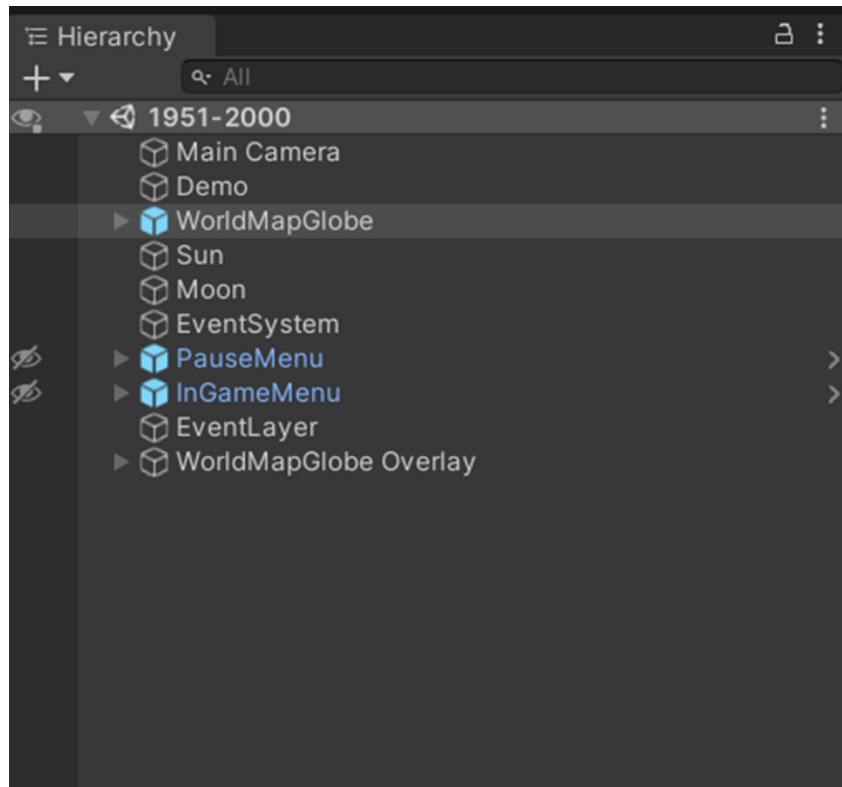 Hierarchy
All
1951-2000
Main Camera
Demo
WorldMapGlobe
Sun
Moon
EventSystem
PauseMenu
InGameMenu
EventLayer
WorldMapGlobe Overlay